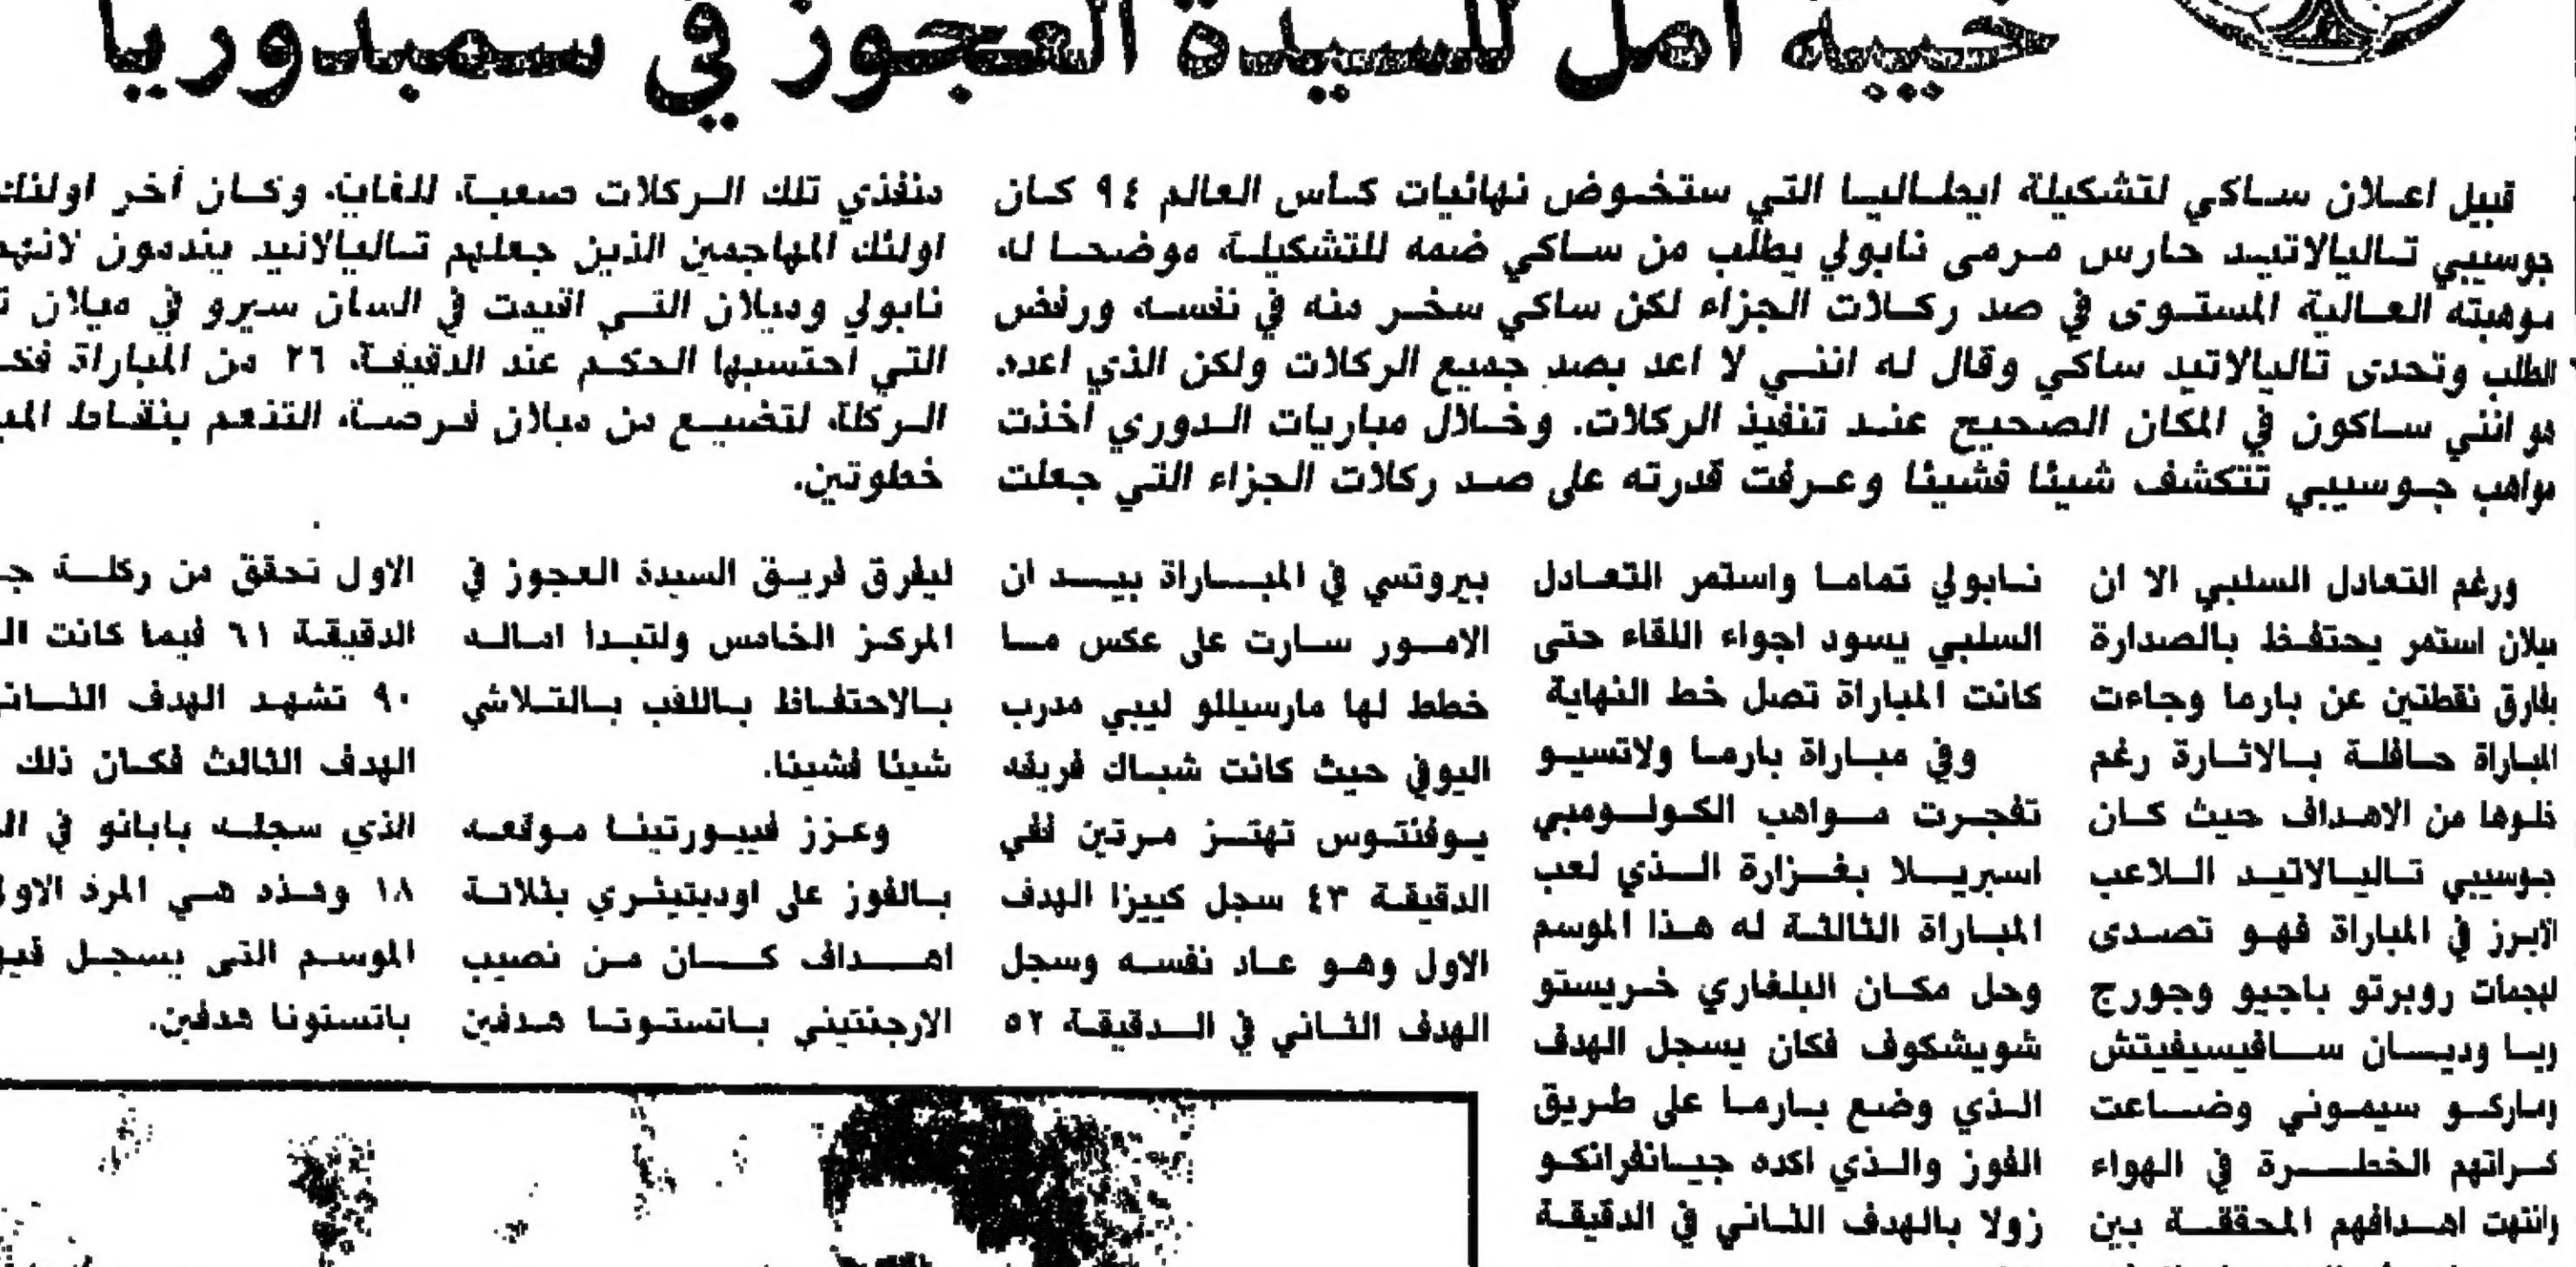 خيبة امل للسيدة العجوز في سمبدوريا
قبيل اعلان ساكي لتشكيلة ايطاليا التي ستخوض نهائيات كاس العالم ٩٤ كان
جوسيبي تاليالاتيد حارس مرمى نابولي يطلب من ساكي ضمه للتشكيلة موضحا له
موهبته العالية المستوى في صد ركلات الجزاء لكن ساكي سخر منه في نفسه ورفض
الطلب وتحدى تاليالاتيد ساكي وقال له انني لا اعد بصد جميع الركلات ولكن الذي اعده
هو انني ساكون في المكان الصحيح عند تنفيذ الركلات. وخلال مباريات الدوري اخذت
مواهب جوسيبي تتكشف شيئا فشيئا وعرفت قدرته على صد ركلات الجزاء التي جعلت
منفذي تلك الركلات صعبة للغاية وكان أخر اولئك
اولئك المهاجمين الذين جعلهم تاليالاتيد يندمون
نابولي وميلان التي اقيمت في السان سيرو في ميلان
التي احتسبها الحكم عند الدقيقة ٢٦ من المباراة
الركلة لتضيع من ميلان فرصة التنعم بنقاط
خطوتين.
ورغم التعادل السلبي الا ان
ميلان استمر يحتفظ بالصدارة
بفارق نقطتين عن بارما وجاءت
المباراة حافلة بالاثارة رغم
خلوها من الاهداف حيث كان
جوسيبي تاليالاتيد اللاعب
الابرز في المباراة فهو تصدى
لهجمات روبرتو باجيو وجورج
ويا وديان سافيسيفيتش
وماركو سيموني وضاعت
كراتهم الخطرة في الهواء
وانتهت اهدافهم المحققة بين
نابولي تماما واستمر التعادل
السلبي يسود اجواء اللقاء حتى
كانت المباراة تصل خط النهاية
وفي مباراة بارما ولاتسيو
تفجرت مواهب الكولومبي
اسبريلا بغزارة الذي لعب
المباراة الثالثة له هذا الموسم
وحل مكان البلغاري خريستو
شويشكوف فكان يسجل الهدف
الذي وضع بارما على طريق
الفوز والذي اكده جيانفرانكو
زولا بالهدف الثاني في الدقيقة
بيروتسي في المباراة بيد ان
الامور سارت على عكس ما
خطط لها مارسيللو ليبي مدرب
اليوفي حيث كانت شباك فريقه
يوفنتوس تهتز مرتين ففي
الدقيقة ٤٣ سجل كييزا الهدف
الاول وهو عاد نفسه وسجل
الهدف الثاني في الدقيقة ٥٢
ليفرق فريق السيدة العجوز في
المركز الخامس ولتبدا اماله
بالاحتفاظ باللقب بالتلاشي
شيئا فشيئا.
وعزز فييورتينا موقعه
بالفوز على اودينيزي بثلاثة
اهداف كان من نصيب
الارجنتيني باتستوتا هدفين
الاول تحقق من ركلة
الدقيقة ٦١ فيما كانت
٩٠ تشهد الهدف
الهدف الثالث فكان ذلك
الذي سجله بابانو في
١٨ وهذه هي المرة
الموسم التي يسجل
باتستوتا هدفين.